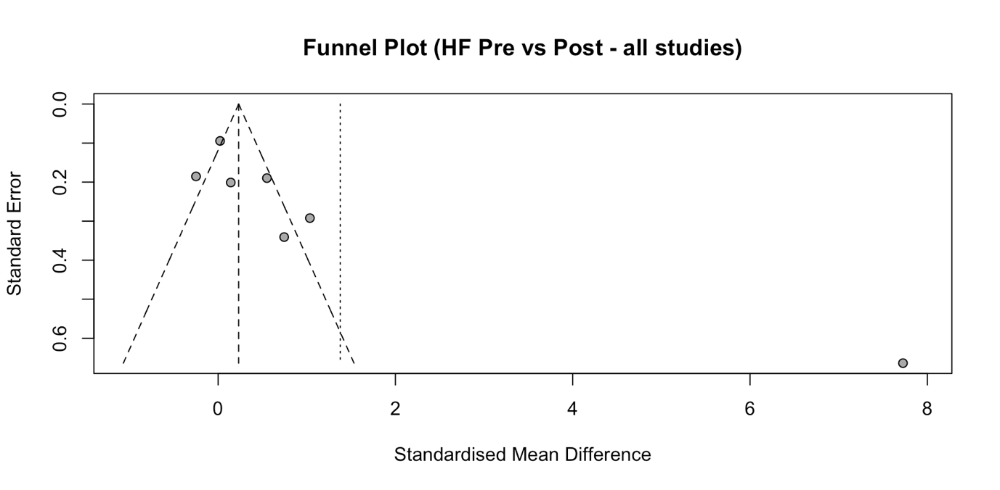 Funnel Plot (HF Pre vs Post - all studies)
Standard Error
0.0
0.2
0.4
0.6
0 2 4 6 8
Standardised Mean Difference